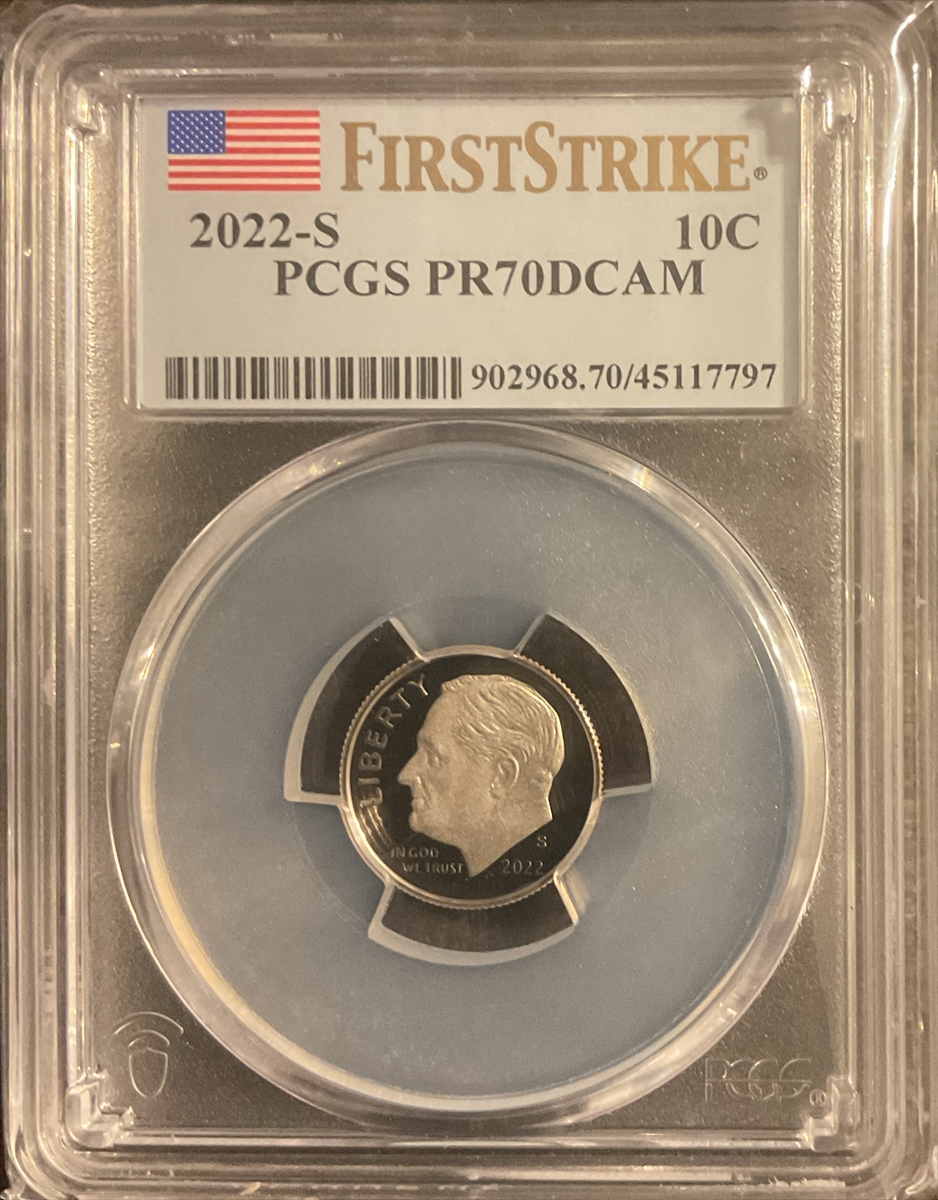 FIRSTSTRIKE®
2022-S 10C
PCGS PR70DCAM
902968.70/45117797
LIBERTY
IN GOD
WE TRUST
S
2022
PCGS®